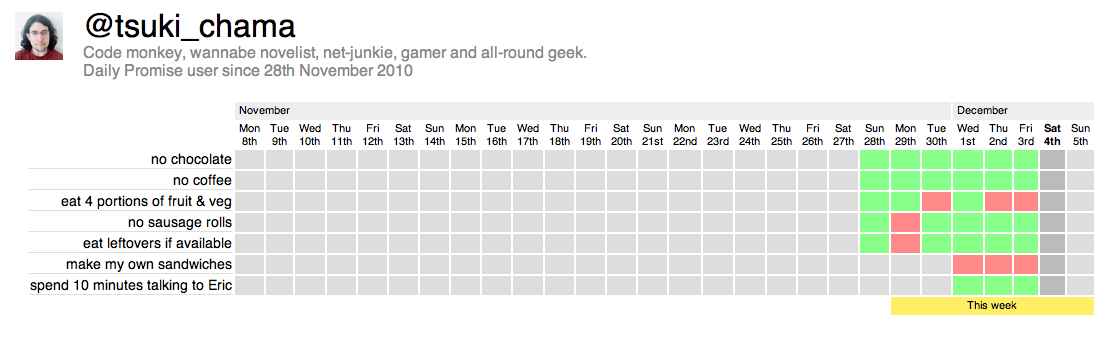 @tsuki_chama
Code monkey, wannabe novelist, net-junkie, gamer and all-round geek.
Daily Promise user since 28th November 2010
November December
Mon Tue Wed Thu Fri Sat Sun Mon Tue Wed Thu Fri Sat Sun Mon Tue Wed Thu Fri Sat Sun Mon Tue Wed Thu Fri Sat Sun
8th 9th 10th 11th 12th 13th 14th 15th 16th 17th 18th 19th 20th 21st 22nd 23rd 24th 25th 26th 27th 28th 29th 30th 1st 2nd 3rd 4th 5th
no chocolate
no coffee
eat 4 portions of fruit & veg
no sausage rolls
eat leftovers if available
make my own sandwiches
spend 10 minutes talking to Eric
This week